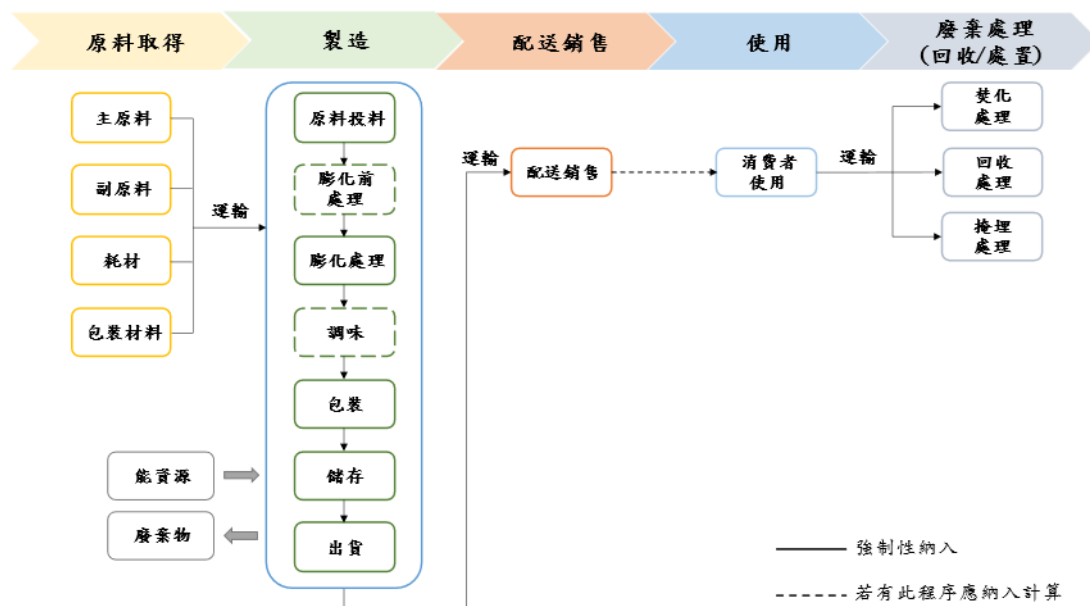 原料取得
製造
配送銷售
使用
廢棄處理
(回收/處置)
主原料
副原料
耗材
包裝材料
運輸
能資源
廢棄物
原料投料
膨化前
處理
膨化處理
調味
包裝
儲存
出貨
運輸
配送銷售
消費者
使用
運輸
焚化
處理
回收
處理
掩埋
處理
強制性納入
若有此程序應納入計算